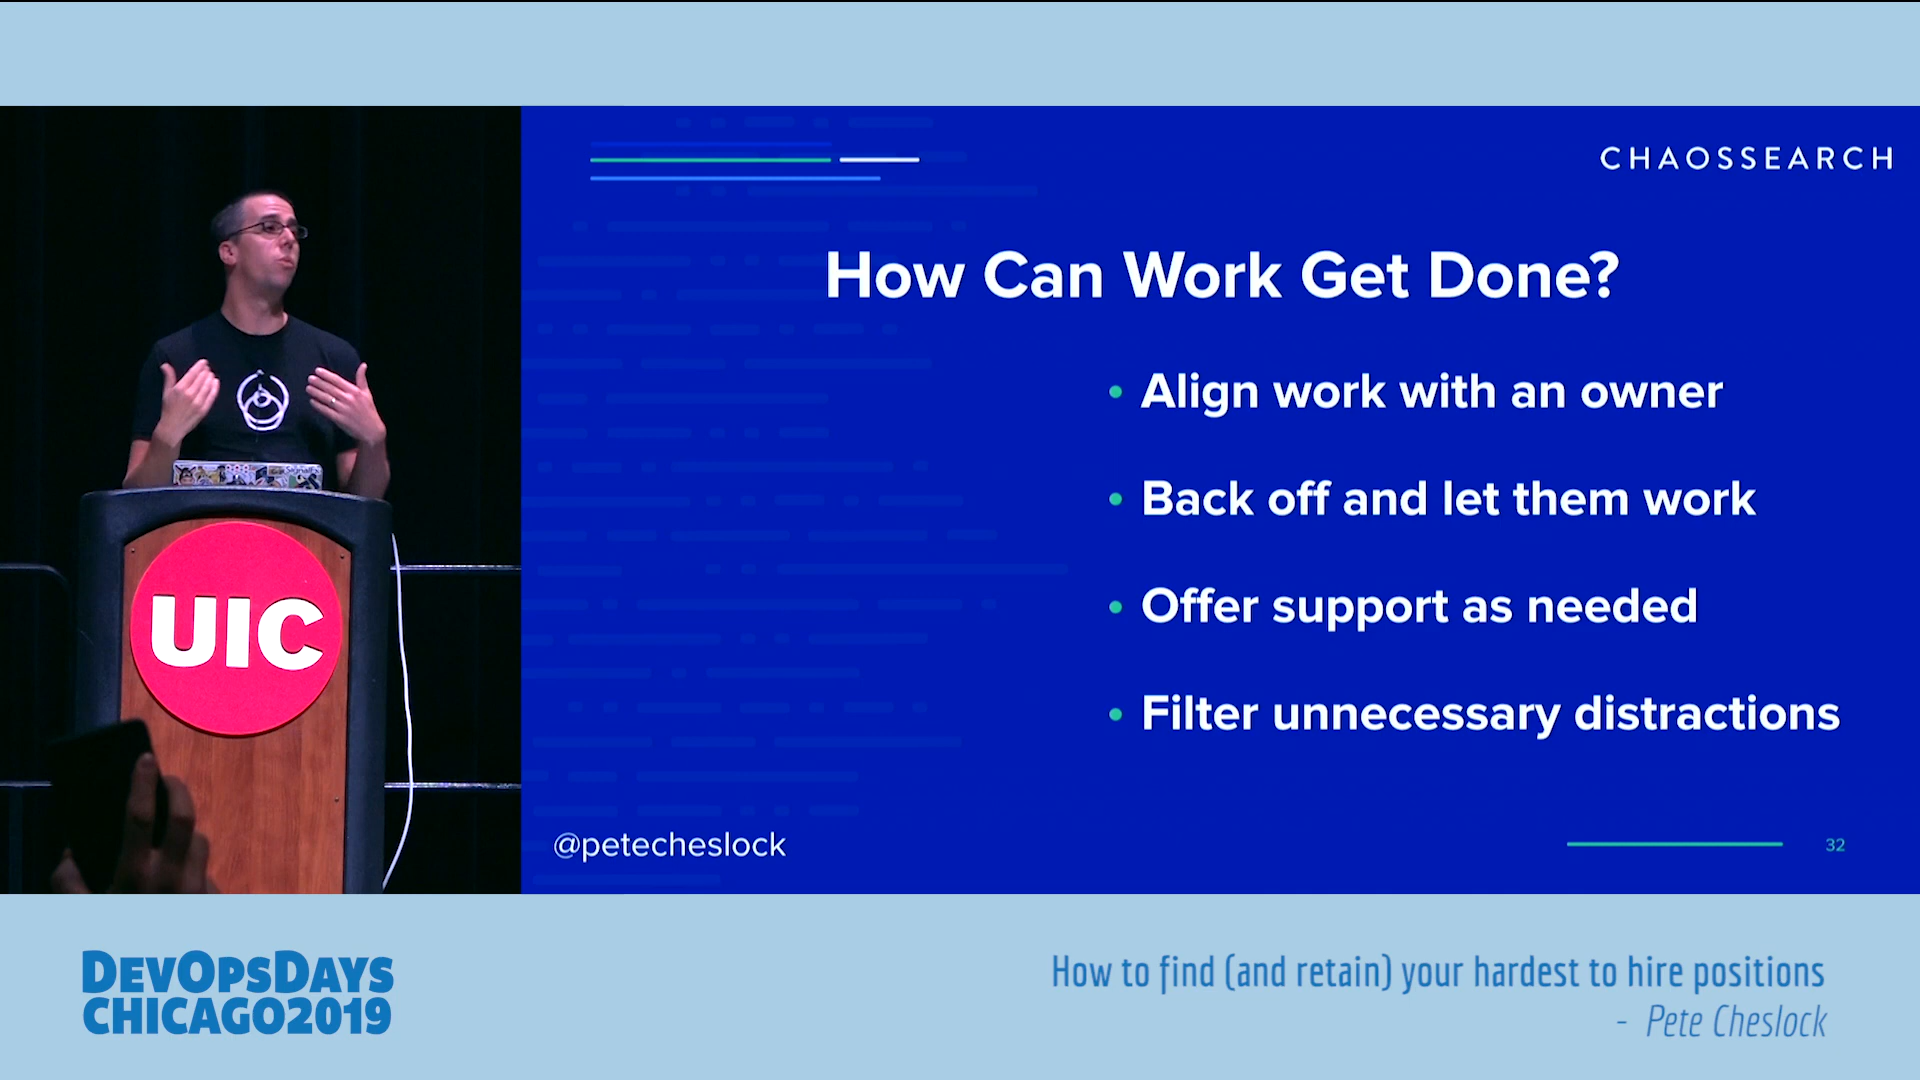 CHAOSSEARCH
How Can Work Get Done?
• Align work with an owner
• Back off and let them work
• Offer support as needed
• Filter unnecessary distractions
@petecheslock
32
UIC
DEVOPSDAYS
CHICAGO2019
How to find (and retain) your hardest to hire positions
- Pete Cheslock